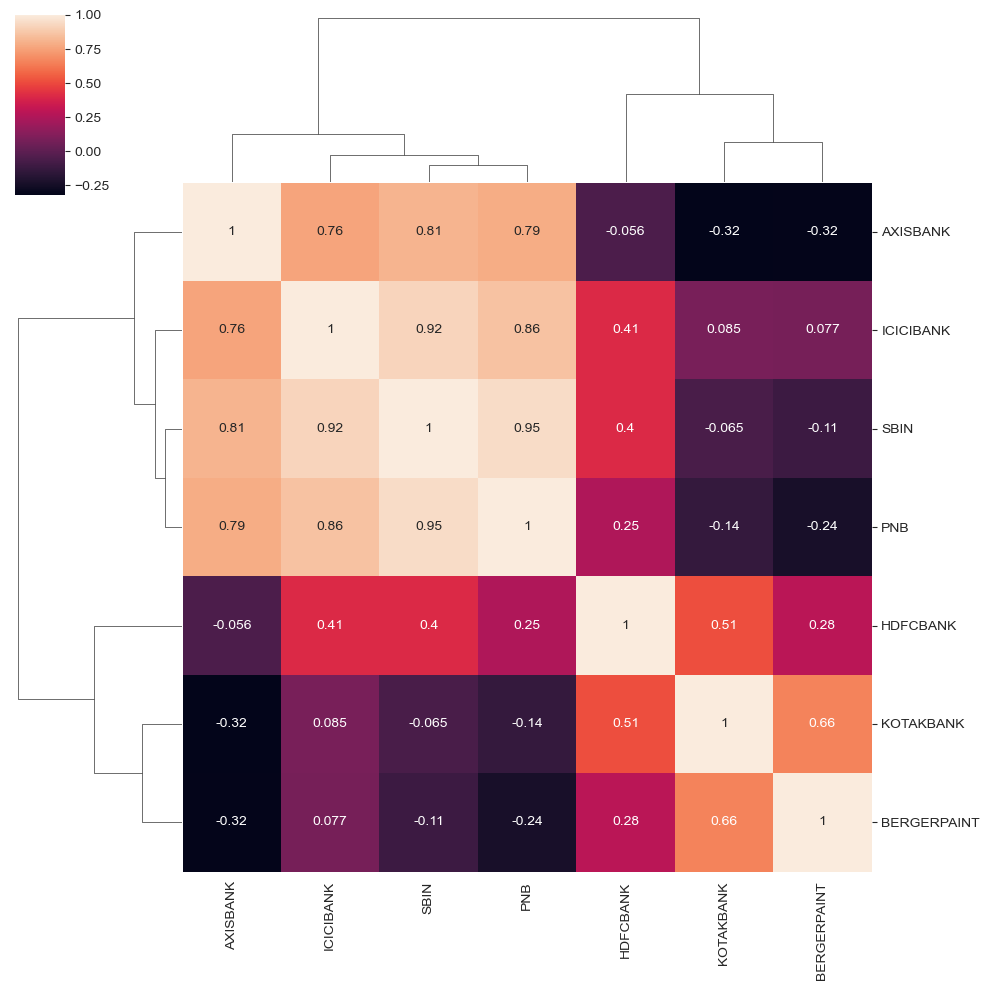 1.00
0.75
0.50
0.25
0.00
−0.25
1 0.76 0.81 0.79 -0.056 -0.32 -0.32 AXISBANK
0.76 1 0.92 0.86 0.41 0.085 0.077 ICICIBANK
0.81 0.92 1 0.95 0.4 -0.065 -0.11 SBIN
0.79 0.86 0.95 1 0.25 -0.14 -0.24 PNB
-0.056 0.41 0.4 0.25 1 0.51 0.28 HDFCBANK
-0.32 0.085 -0.065 -0.14 0.51 1 0.66 KOTAKBANK
-0.32 0.077 -0.11 -0.24 0.28 0.66 1 BERGERPAINT
AXISBANK
ICICIBANK
SBIN
PNB
HDFCBANK
KOTAKBANK
BERGERPAINT